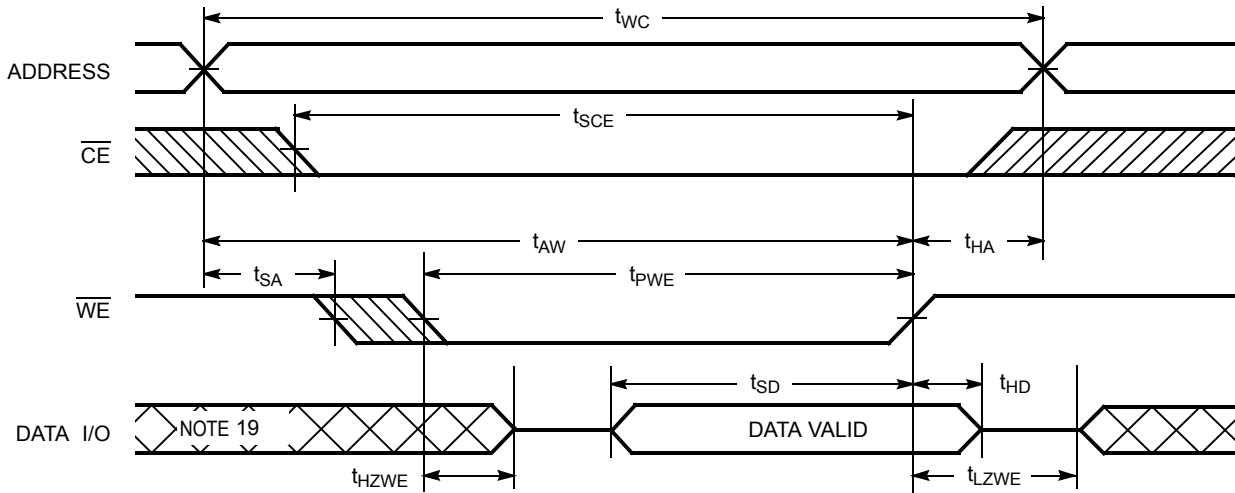 tWC
ADDRESS
tSCE
CE
tAW
tHA
tSA
tPWE
WE
tSD
tHD
DATA I/O
NOTE 19
DATA VALID
tHZWE
tLZWE